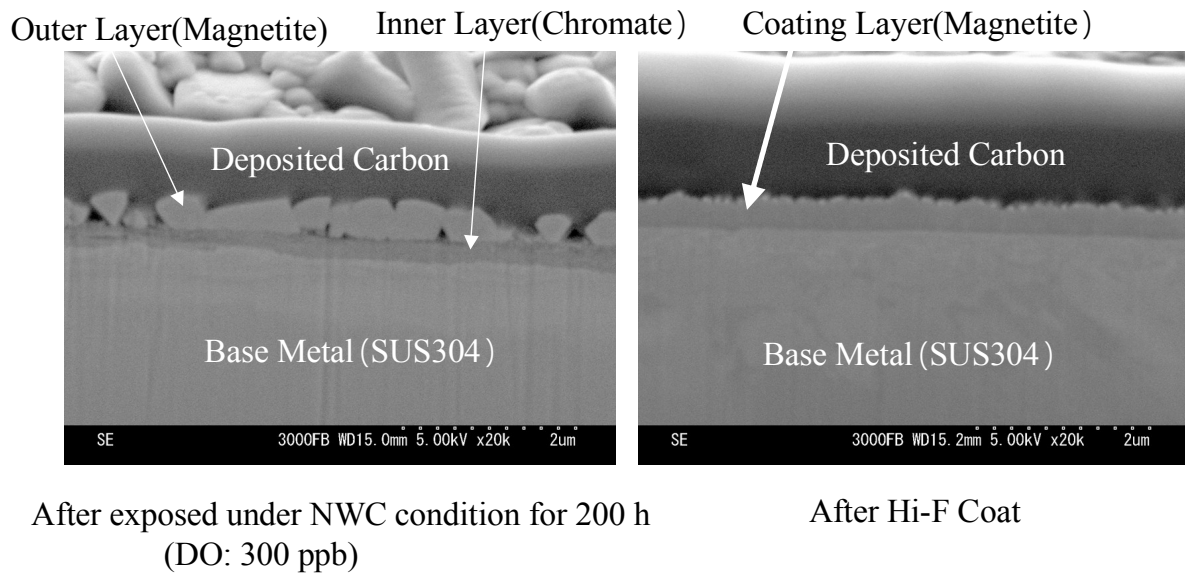 Outer Layer(Magnetite)
Inner Layer(Chromate)
Coating Layer(Magnetite)
Deposited Carbon
Deposited Carbon
Base Metal(SUS304)
Base Metal(SUS304)
SE 3000FB WD15.0mm 5.00kV x20k 2um
SE 3000FB WD15.2mm 5.00kV x20k 2um
After exposed under NWC condition for 200 h
(DO: 300 ppb)
After Hi-F Coat